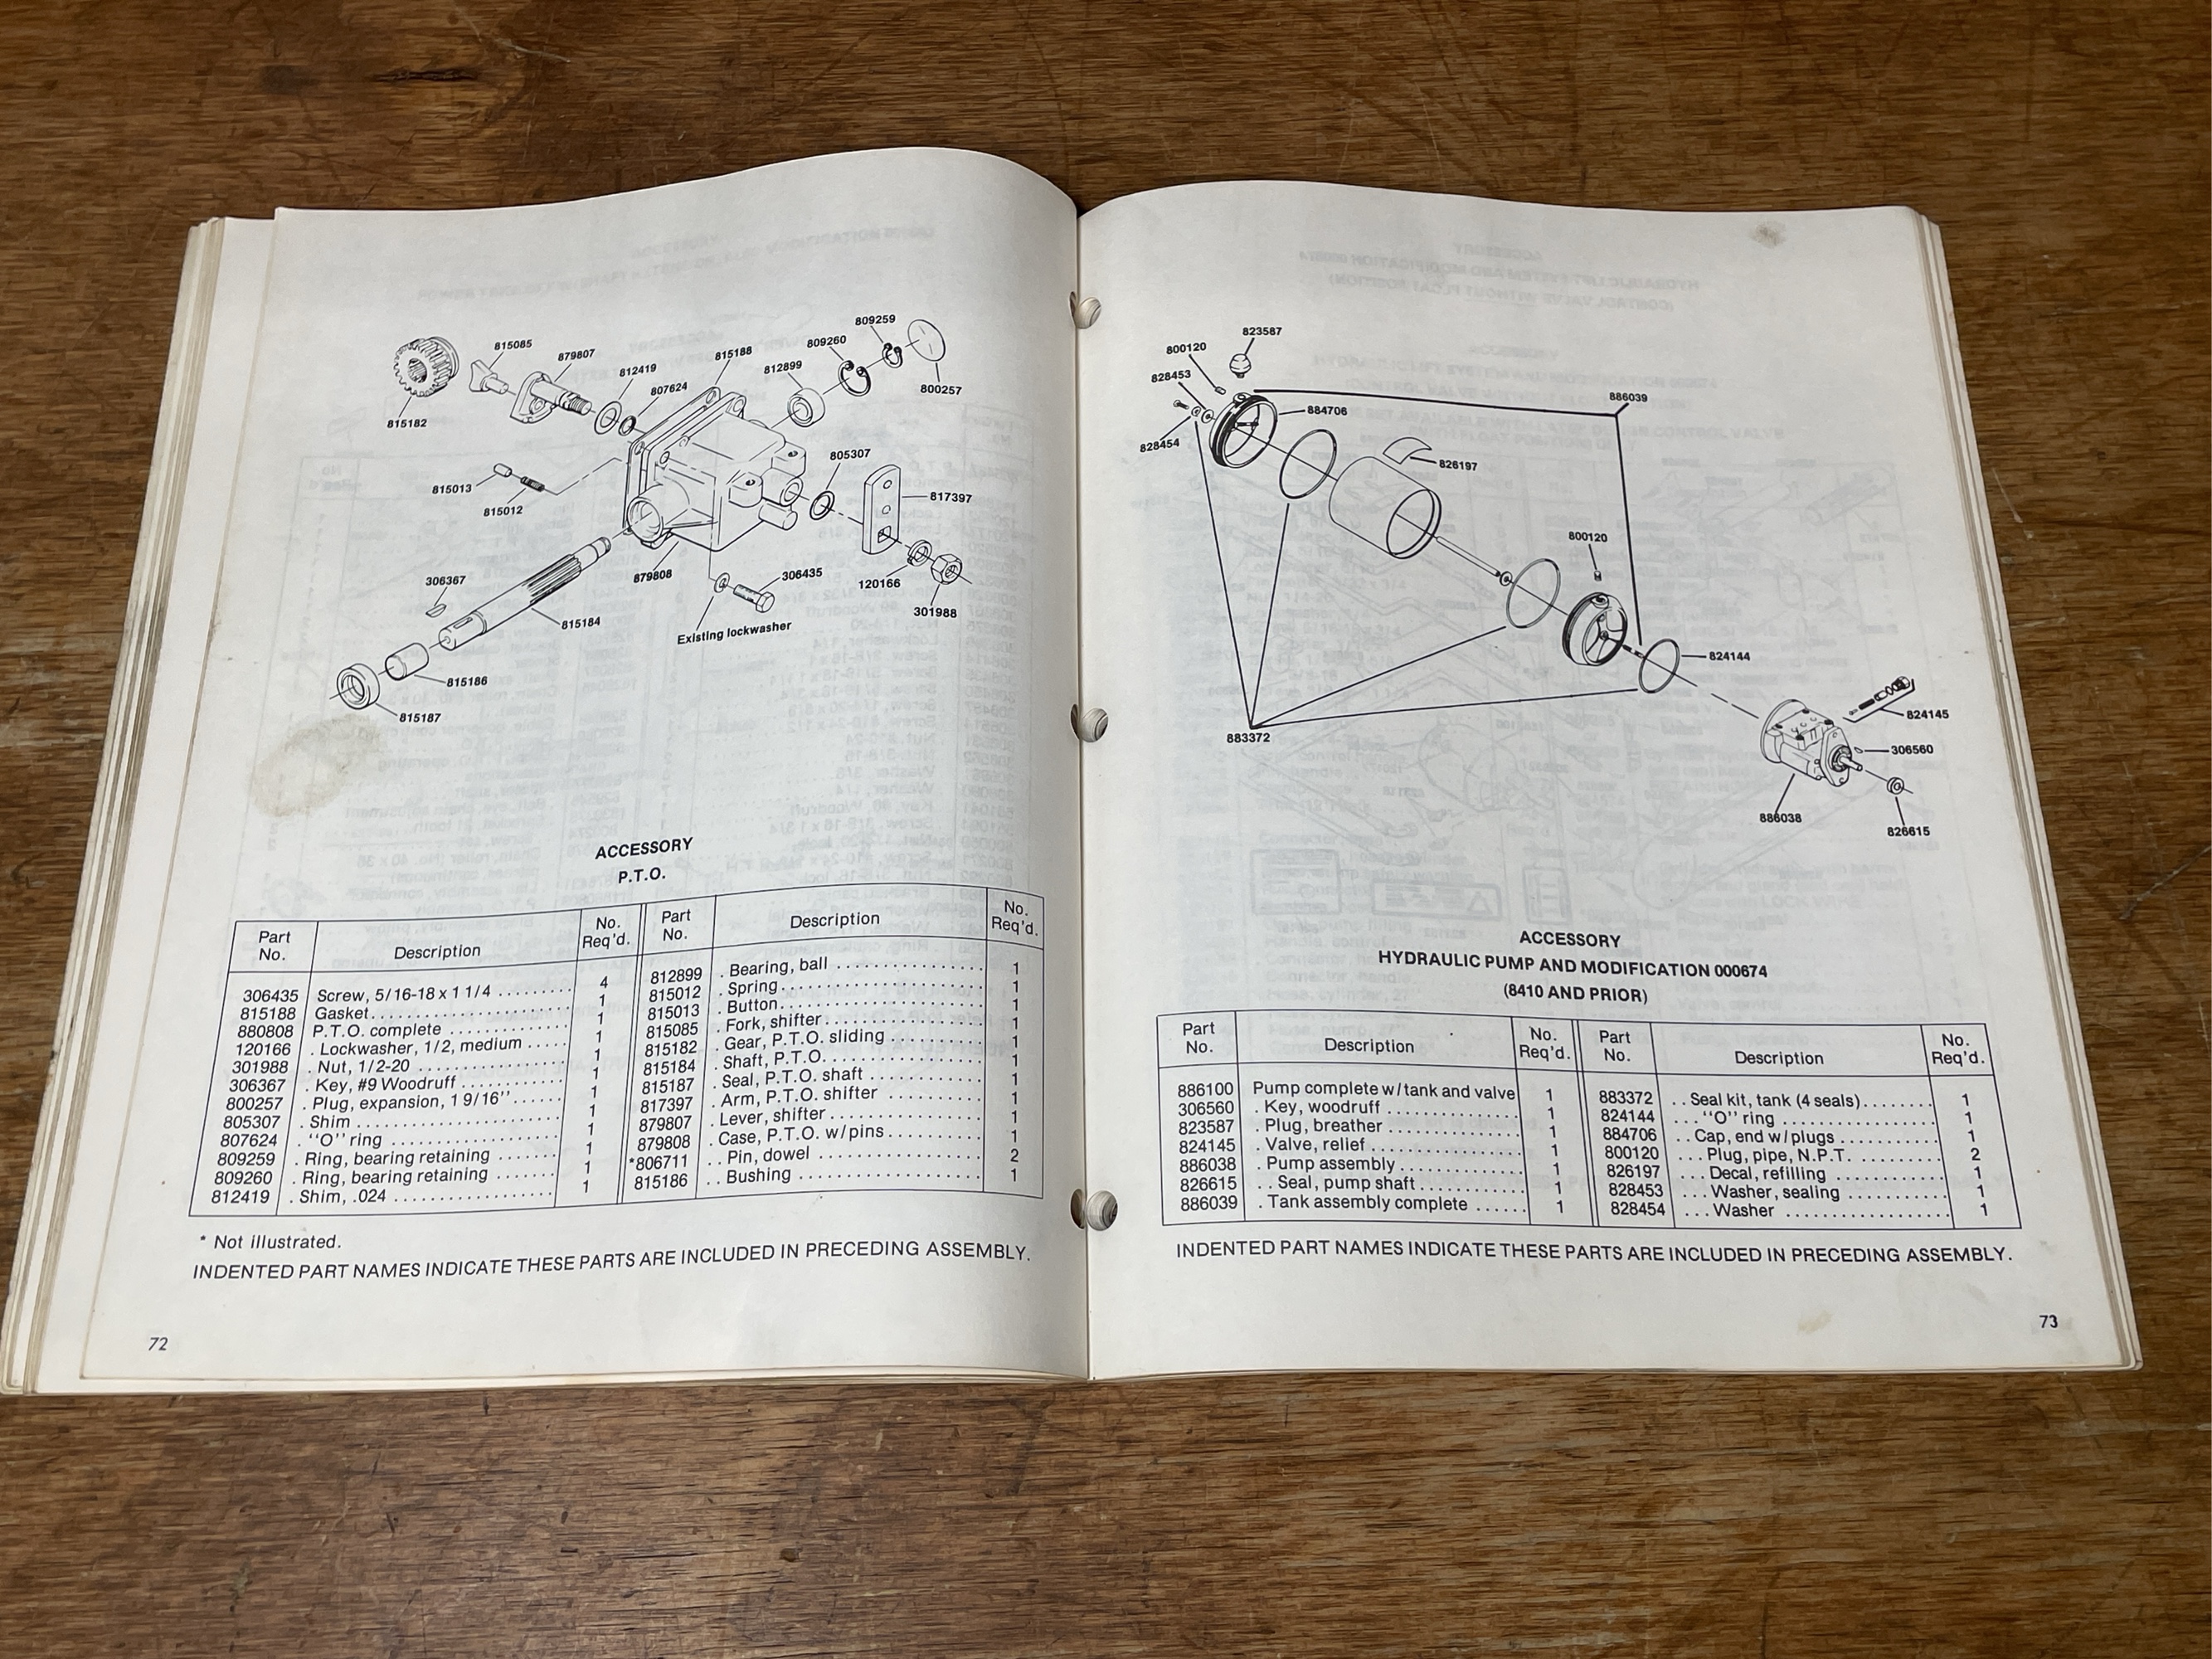 809259
815085
879807
815188
809260
812419
812899
807624
800257
815182
805307
815013
817397
815012
306367
879808
306435
120166
301988
815184
Existing lockwasher
815186
815187
ACCESSORY
P.T.O.
Part No. Description No. Req'd.
306435 Screw, 5/16-18 x 1 1/4 4
815188 Gasket 1
880808 P.T.O. complete 1
120166 . Lockwasher, 1/2, medium 1
301988 . Nut, 1/2-20 1
306367 . Key, #9 Woodruff 1
800257 . Plug, expansion, 1 9/16'' 1
805307 . Shim 1
807624 . ''O'' ring 1
809259 . Ring, bearing retaining 1
809260 . Ring, bearing retaining 1
812419 . Shim, .024 1
Part No. Description No. Req'd.
812899 . Bearing, ball 1
815012 . Spring 1
815013 . Button 1
815085 . Fork, shifter 1
815182 . Gear, P.T.O. sliding 1
815184 . Shaft, P.T.O. 1
815187 . Seal, P.T.O. shaft 1
817397 . Arm, P.T.O. shifter 1
879807 . Lever, shifter 1
879808 . Case, P.T.O. w/pins 1
*806711 . . Pin, dowel 2
815186 . . Bushing 1
* Not illustrated.
INDENTED PART NAMES INDICATE THESE PARTS ARE INCLUDED IN PRECEDING ASSEMBLY.
72
823587
800120
828453
886039
884706
828454
826197
800120
824144
824145
883372
306560
886038
826615
ACCESSORY
HYDRAULIC PUMP AND MODIFICATION 000674
(8410 AND PRIOR)
Part No. Description No. Req'd.
886100 Pump complete w/tank and valve 1
306560 . Key, woodruff 1
823587 . Plug, breather 1
824145 . Valve, relief 1
886038 . Pump assembly 1
826615 . . Seal, pump shaft 1
886039 . Tank assembly complete 1
Part No. Description No. Req'd.
883372 . . Seal kit, tank (4 seals) 1
824144 . . . ''O'' ring 1
884706 . . Cap, end w/plugs 1
800120 . . . Plug, pipe, N.P.T. 2
826197 . . . Decal, refilling 1
828453 . . . Washer, sealing 1
828454 . . . Washer 1
INDENTED PART NAMES INDICATE THESE PARTS ARE INCLUDED IN PRECEDING ASSEMBLY.
73